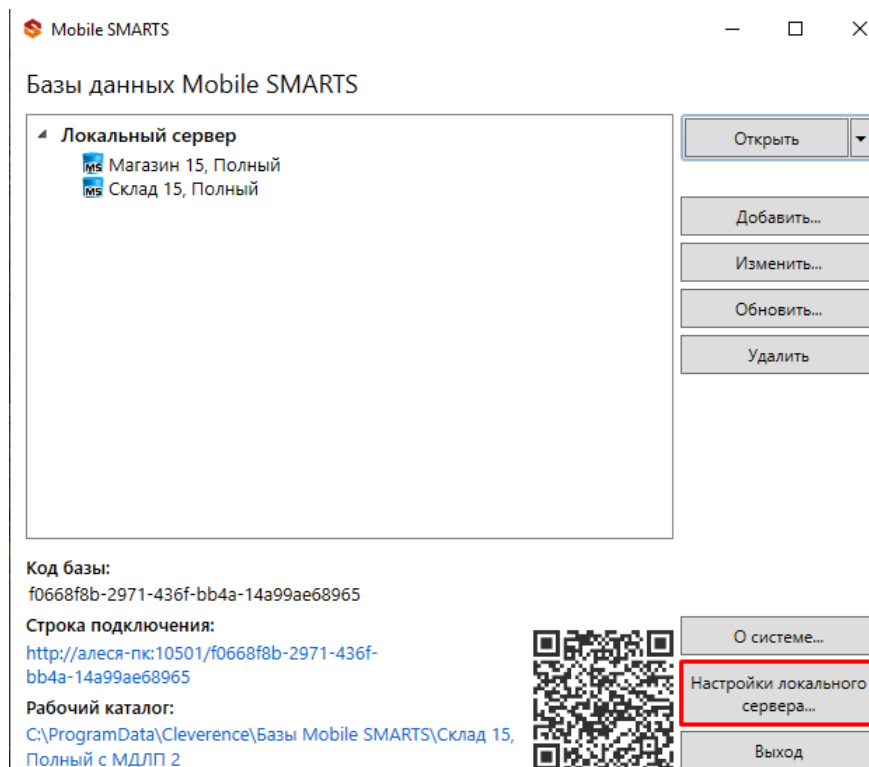 Mobile SMARTS
Базы данных Mobile SMARTS
Локальный сервер
Магазин 15, Полный
Склад 15, Полный
Открыть
Добавить...
Изменить...
Обновить...
Удалить
Код базы:
f0668f8b-2971-436f-bb4a-14a99ae68965
Строка подключения:
http://алеся-пк:10501/f0668f8b-2971-436f-
bb4a-14a99ae68965
Рабочий каталог:
C:\ProgramData\Cleverence\Базы Mobile SMARTS\Склад 15,
Полный с МДЛП 2
О системе...
Настройки локального
сервера...
Выход